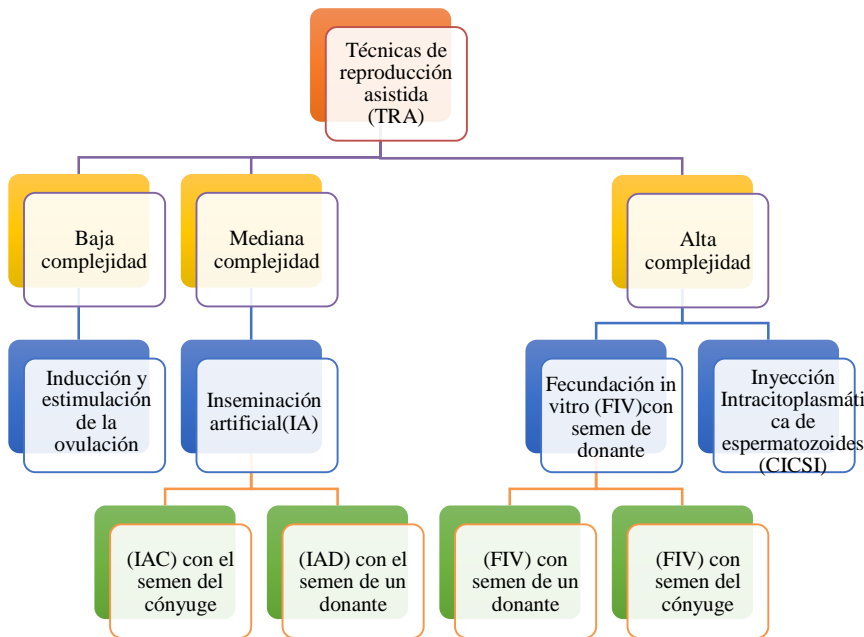 Técnicas de
reproducción
asistida
(TRA)
Baja
complejidad
Mediana
complejidad
Alta
complejidad
Inducción y
estimulación
de la
ovulación
Inseminación
artificial(IA)
Fecundación in
vitro (FIV)con
semen de
donante
Inyección
Intracitoplasmáti
ca de
espermatozoides
(CICSI)
(IAC) con el
semen del
cónyuge
(IAD) con el
semen de un
donante
(FIV) con
semen de un
donante
(FIV) con
semen del
cónyuge